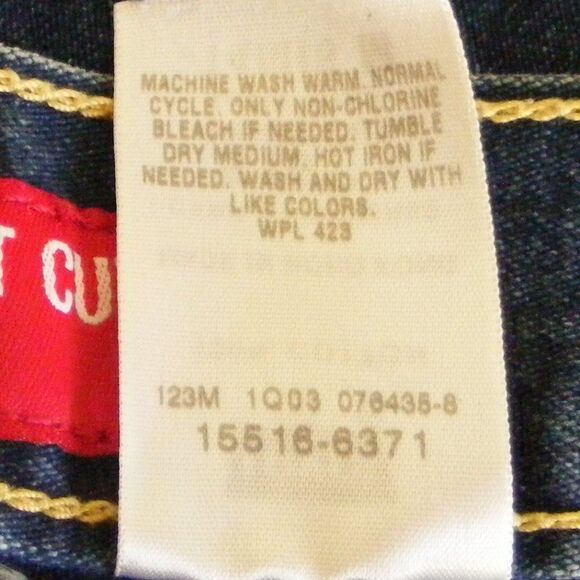 MACHINE WASH WARM. NORMAL
CYCLE. ONLY NON-CHLORINE
BLEACH IF NEEDED. TUMBLE
DRY MEDIUM. HOT IRON IF
NEEDED. WASH AND DRY WITH
LIKE COLORS.
WPL 423
T CU
123M 1Q03 076435-8
15516-6371